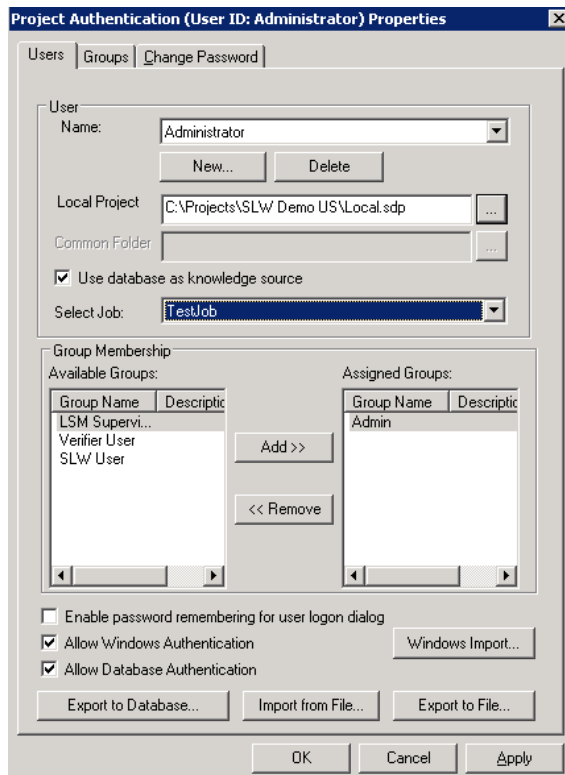 Project Authentication (User ID: Administrator) Properties
Users Groups Change Password
User
Name: Administrator
New... Delete
Local Project C:\Projects\SLW Demo US\Local.sdp ...
Common Folder ...
Use database as knowledge source
Select Job: TestJob
Group Membership
Available Groups: Assigned Groups:
Group Name Descriptic Group Name Descriptic
LSM Supervi... Admin
Verifier User
SLW User
Add >>
<< Remove
Enable password remembering for user logon dialog
Allow Windows Authentication Windows Import...
Allow Database Authentication
Export to Database... Import from File... Export to File...
OK Cancel Apply